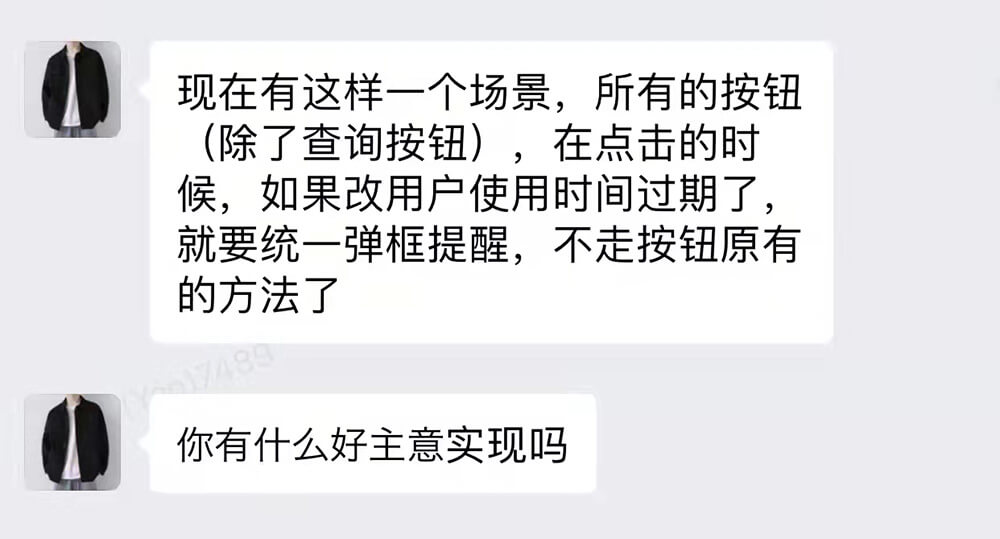 现在有这样一个场景，所有的按钮
（除了查询按钮），在点击的时
候，如果改用户使用时间过期了，
就要统一弹框提醒，不走按钮原有
的方法了
你有什么好主意实现吗